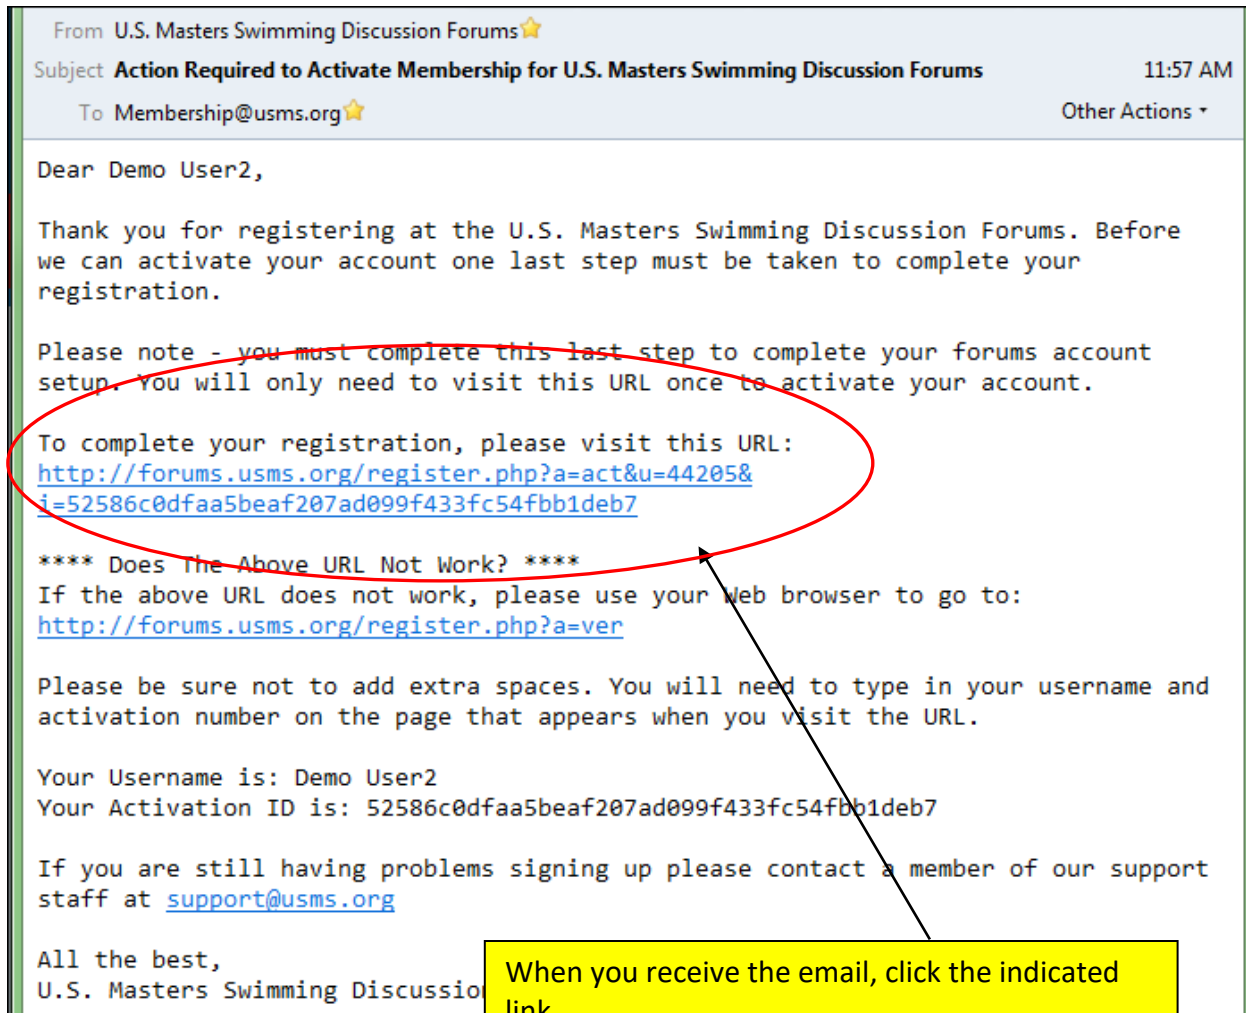 From U.S. Masters Swimming Discussion Forums
Subject Action Required to Activate Membership for U.S. Masters Swimming Discussion Forums 11:57 AM
To Membership@usms.org Other Actions
Dear Demo User2,
Thank you for registering at the U.S. Masters Swimming Discussion Forums. Before
we can activate your account one last step must be taken to complete your
registration.
Please note - you must complete this last step to complete your forums account
setup. You will only need to visit this URL once to activate your account.
To complete your registration, please visit this URL:
http://forums.usms.org/register.php?a=act&u=44205&
i=52586c0dfaa5beaf207ad099f433fc54fbb1deb7
**** Does The Above URL Not Work? ****
If the above URL does not work, please use your Web browser to go to:
http://forums.usms.org/register.php?a=ver
Please be sure not to add extra spaces. You will need to type in your username and
activation number on the page that appears when you visit the URL.
Your Username is: Demo User2
Your Activation ID is: 52586c0dfaa5beaf207ad099f433fc54fbb1deb7
If you are still having problems signing up please contact a member of our support
staff at support@usms.org
All the best,
U.S. Masters Swimming Discussion
When you receive the email, click the indicated
link